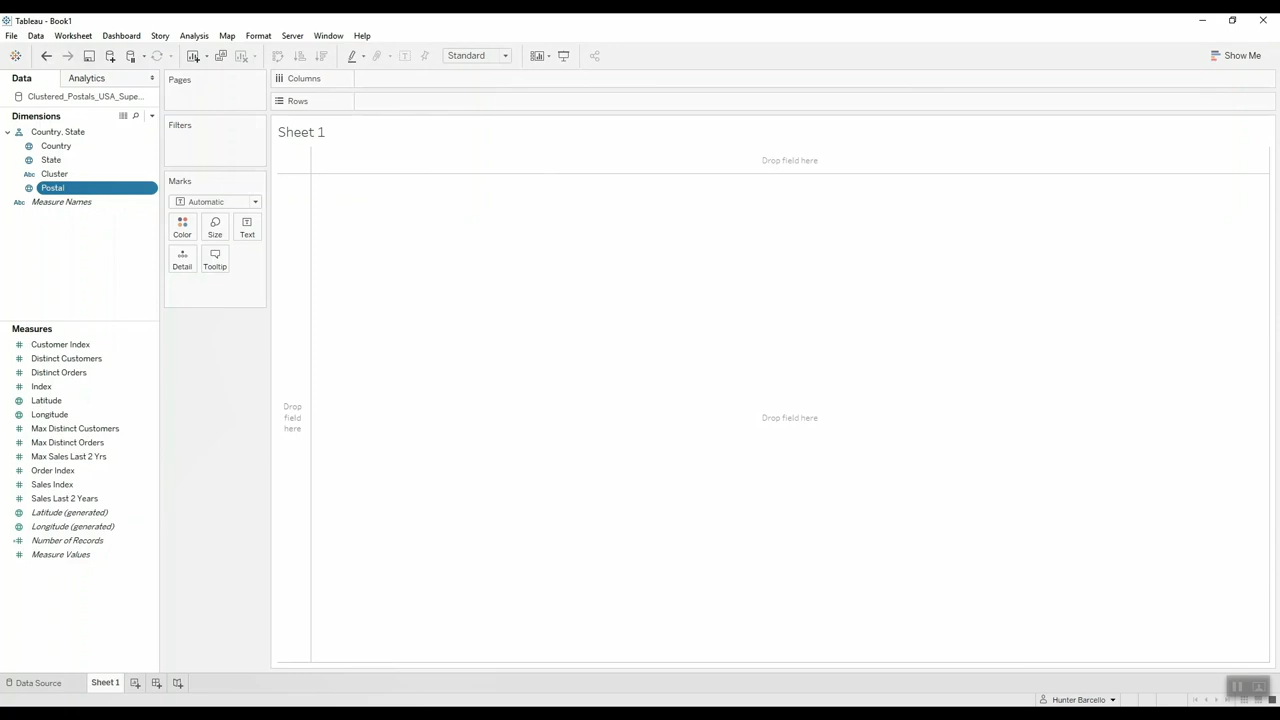 Tableau - Book1
File Data Worksheet Dashboard Story Analysis Map Format Server Window Help
Standard
Show Me
Data Analytics
Clustered_Postals_USA_Supe...
Dimensions
Country, State
Country
State
Abc Cluster
Postal
Abc Measure Names
Measures
Customer Index
Distinct Customers
Distinct Orders
Index
Latitude
Longitude
Max Distinct Customers
Max Distinct Orders
Max Sales Last 2 Yrs
Order Index
Sales Index
Sales Last 2 Years
Latitude (generated)
Longitude (generated)
Number of Records
Measure Values
Pages
Filters
Marks
Automatic
Color Size Text
Detail Tooltip
Columns
Rows
Sheet 1
Drop field here
Drop
field
here
Drop field here
Data Source Sheet 1
Hunter Barcello